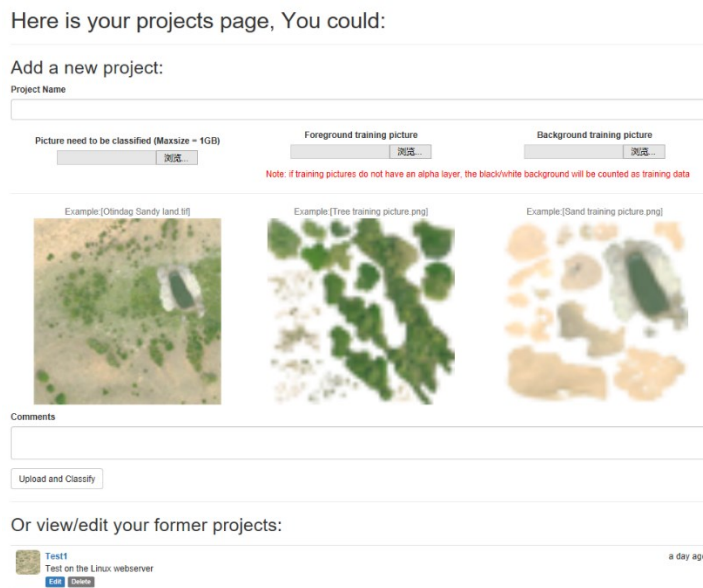 Here is your projects page, You could:
Add a new project:
Project Name
Picture need to be classified (Maxsize = 1GB)
浏览...
Foreground training picture
浏览...
Background training picture
浏览...
Note: if training pictures do not have an alpha layer, the black/white background will be counted as training data
Example:[Otindag Sandy land.tif]
Example:[Tree training picture.png]
Example:[Sand training picture.png]
Comments
Upload and Classify
Or view/edit your former projects:
Test1
a day ago
Test on the Linux webserver
Edit Delete